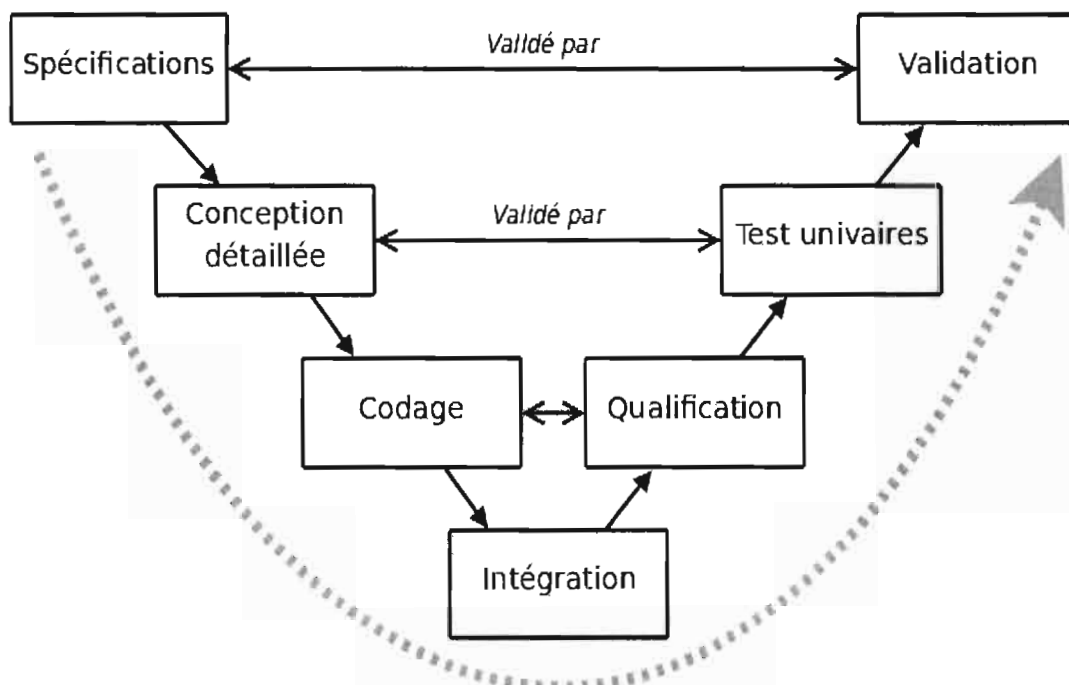 Spécifications
Validé par
Validation
Conception
détaillée
Validé par
Test univaires
Codage
Qualification
Intégration